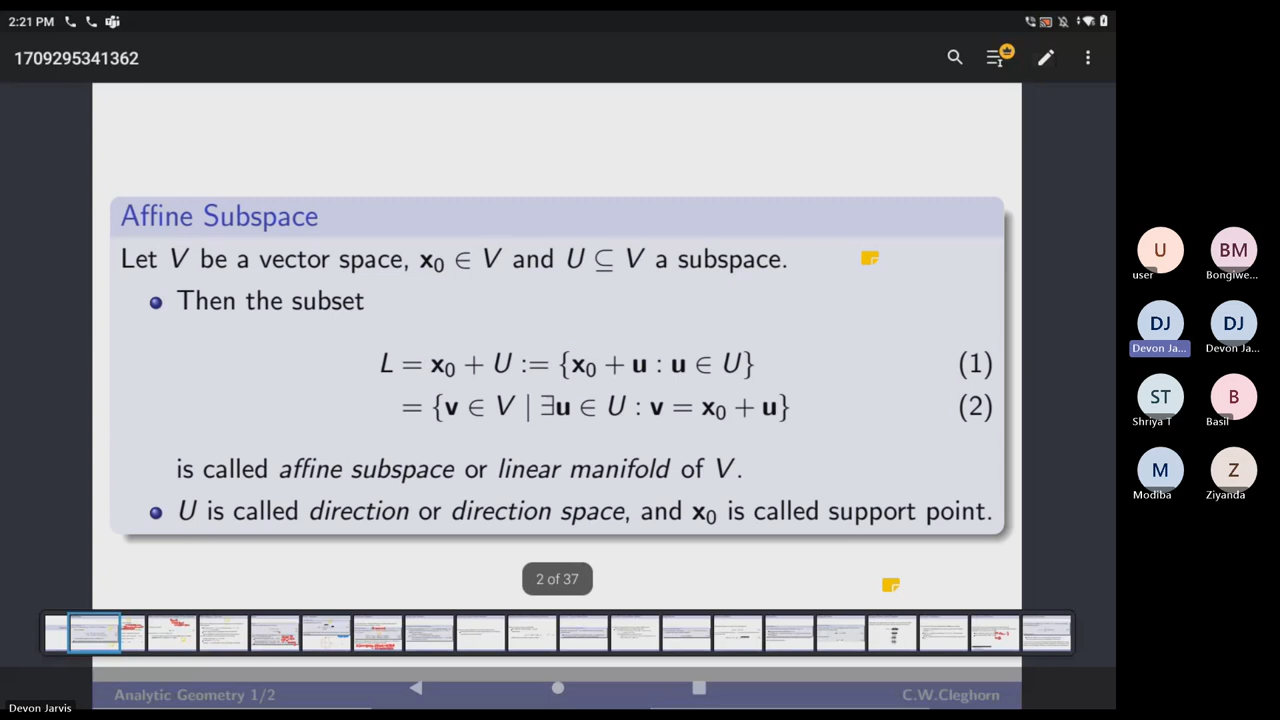 2:21 PM
1709295341362
Affine Subspace
Let V be a vector space, x₀ ∈ V and U ⊆ V a subspace.
Then the subset
L = x₀ + U := {x₀ + u : u ∈ U} (1)
= {v ∈ V | ∃u ∈ U : v = x₀ + u} (2)
is called affine subspace or linear manifold of V.
U is called direction or direction space, and x₀ is called support point.
2 of 37
Analytic Geometry 1/2 C.W.Cleghorn
Devon Jarvis
U BM
user Bongiwe...
DJ DJ
Devon Ja... Devon Ja...
ST B
Shriya T Basil
M Z
Modiba Ziyanda